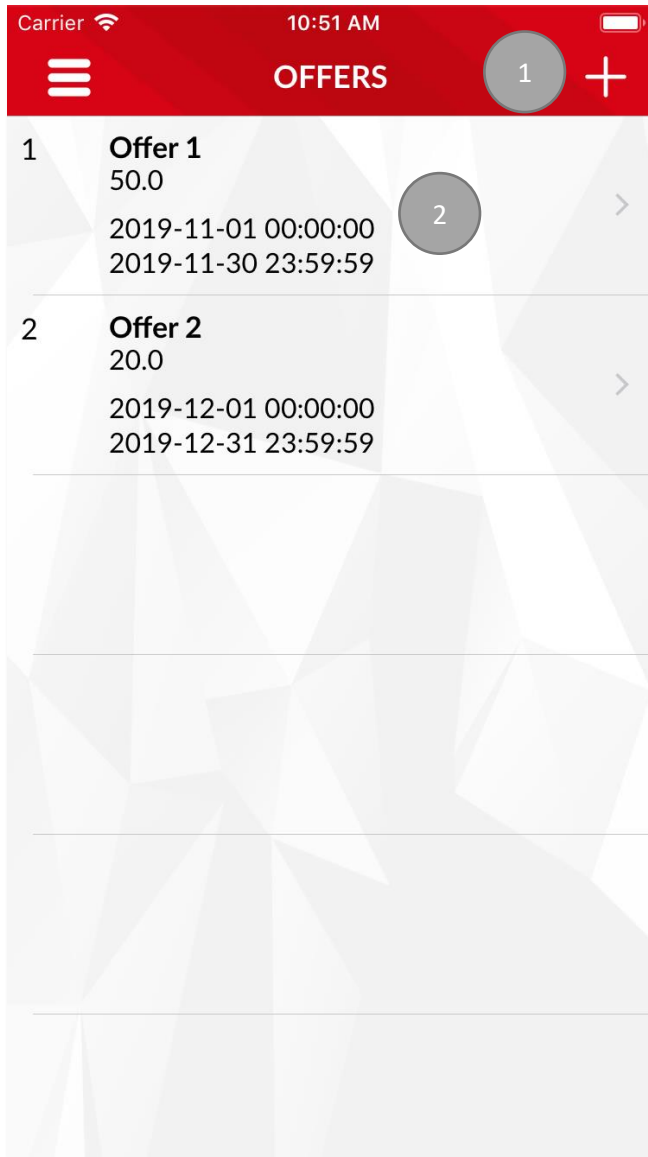 Carrier 10:51 AM
OFFERS 1
1 Offer 1
50.0
2
2019-11-01 00:00:00
2019-11-30 23:59:59
2 Offer 2
20.0
2019-12-01 00:00:00
2019-12-31 23:59:59